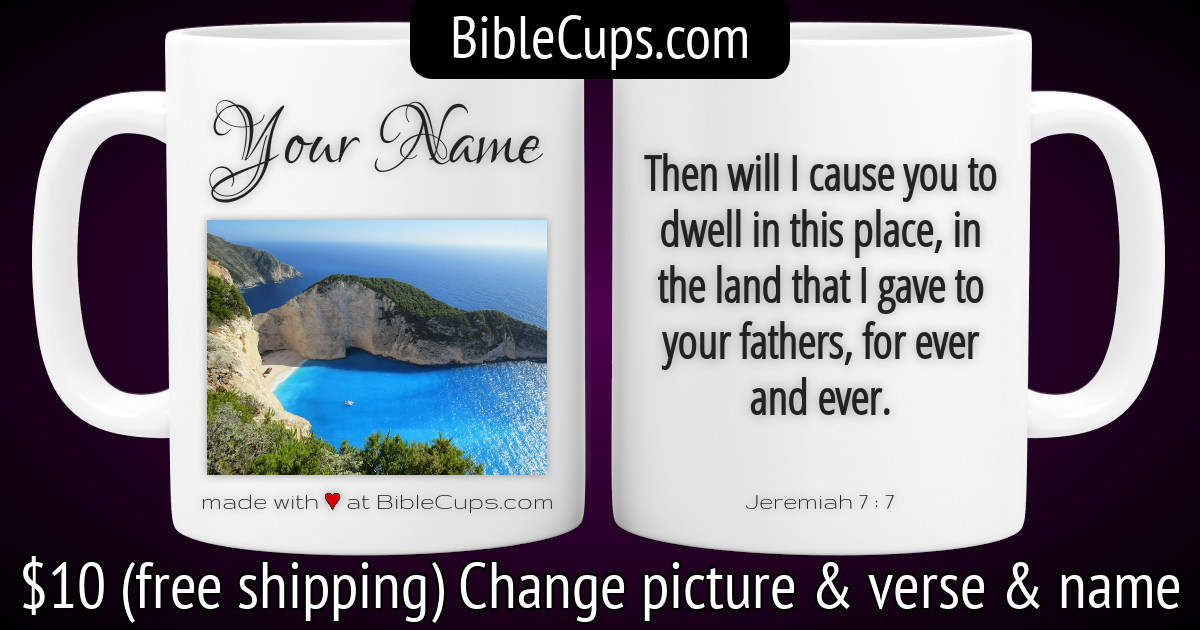 BibleCups.com
Your Name
made with ♥ at BibleCups.com
Then will I cause you to
dwell in this place, in
the land that I gave to
your fathers, for ever
and ever.
Jeremiah 7 : 7
$10 (free shipping) Change picture & verse & name